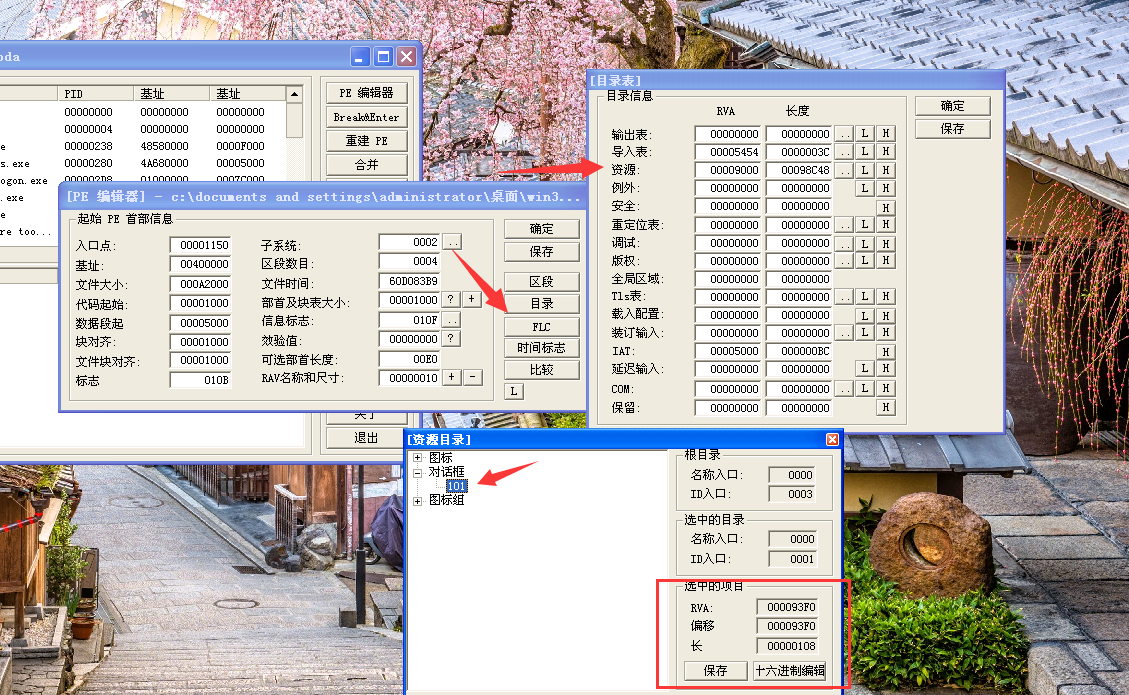 oda
PID 基址 基址
00000000 00000000 00000000
00000004 00000000 00000000
e 00000238 48580000 0000F000
s.exe 00000280 4A680000 00005000
ogon.exe 000002D8 01000000 0007C000
.exe
.exe
e
re too...
PE 编辑器
Break&Enter
重建 PE
合并
关于
退出
[PE 编辑器] - c:\documents and settings\administrator\桌面\win3...
起始 PE 首部信息
入口点: 00001150
基址: 00400000
文件大小: 000A2000
代码起始: 00001000
数据段起 00005000
块对齐: 00001000
文件块对齐: 00001000
标志 010B
子系统: 0002 ..
区段数目: 0004
文件时间: 60D083B9
部首及块表大小: 00001000 ? +
信息标志: 010F ..
效验值: 00000000 ?
可选部首长度: 00E0
RAV名称和尺寸: 00000010 + -
确定
保存
区段
目录
FLC
时间标志
比较
L
[目录表]
目录信息
RVA 长度
输出表: 00000000 00000000 .. L H
导入表: 00005454 0000003C .. L H
资源: 00009000 00098C48 .. L H
例外: 00000000 00000000 L H
安全: 00000000 00000000 H
重定位表: 00000000 00000000 .. L H
调试: 00000000 00000000 .. L H
版权: 00000000 00000000 .. L H
全局区域: 00000000 00000000
Tls表: 00000000 00000000 .. L H
载入配置: 00000000 00000000 L H
装订输入: 00000000 00000000 .. L H
IAT: 00005000 000000BC H
延迟输入: 00000000 00000000 L H
COM: 00000000 00000000 .. L H
保留: 00000000 00000000 H
确定
保存
[资源目录]
图标
对话框
101
图标组
根目录
名称入口: 0000
ID入口: 0003
选中的目录
名称入口: 0000
ID入口: 0001
选中的项目
RVA: 000093F0
偏移 000093F0
长 00000108
保存 十六进制编辑